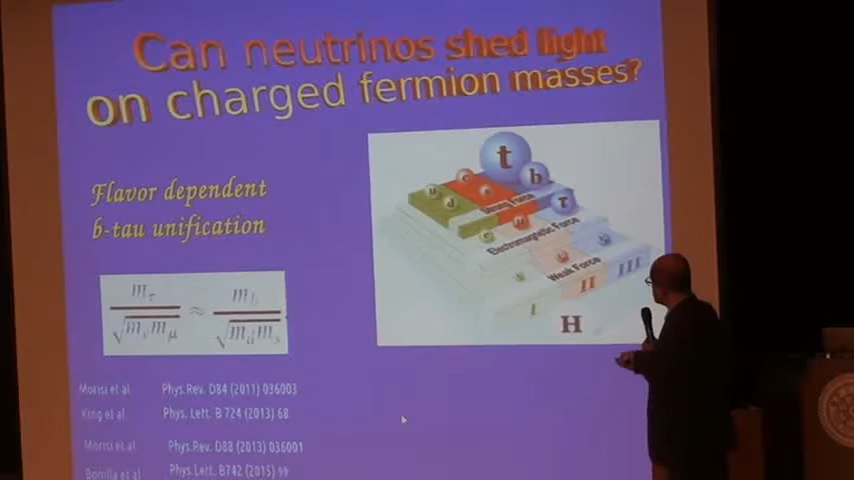 Can neutrinos shed light
on charged fermion masses?
Flavor dependent
b-tau unification
m_τ / √(m_e m_μ) ≈ m_b / √(m_d m_s)
t
b
c
s
u
d
Strong Force
τ
μ
e
Electromagnetic Force
Weak Force
I
II
III
H
Morisi et al. Phys.Rev. D84 (2011) 036003
King et al. Phys. Lett. B 724 (2013) 68
Morisi et al. Phys.Rev. D88 (2013) 036001
Bonilla et al Phys.Lett. B742 (2015) 99